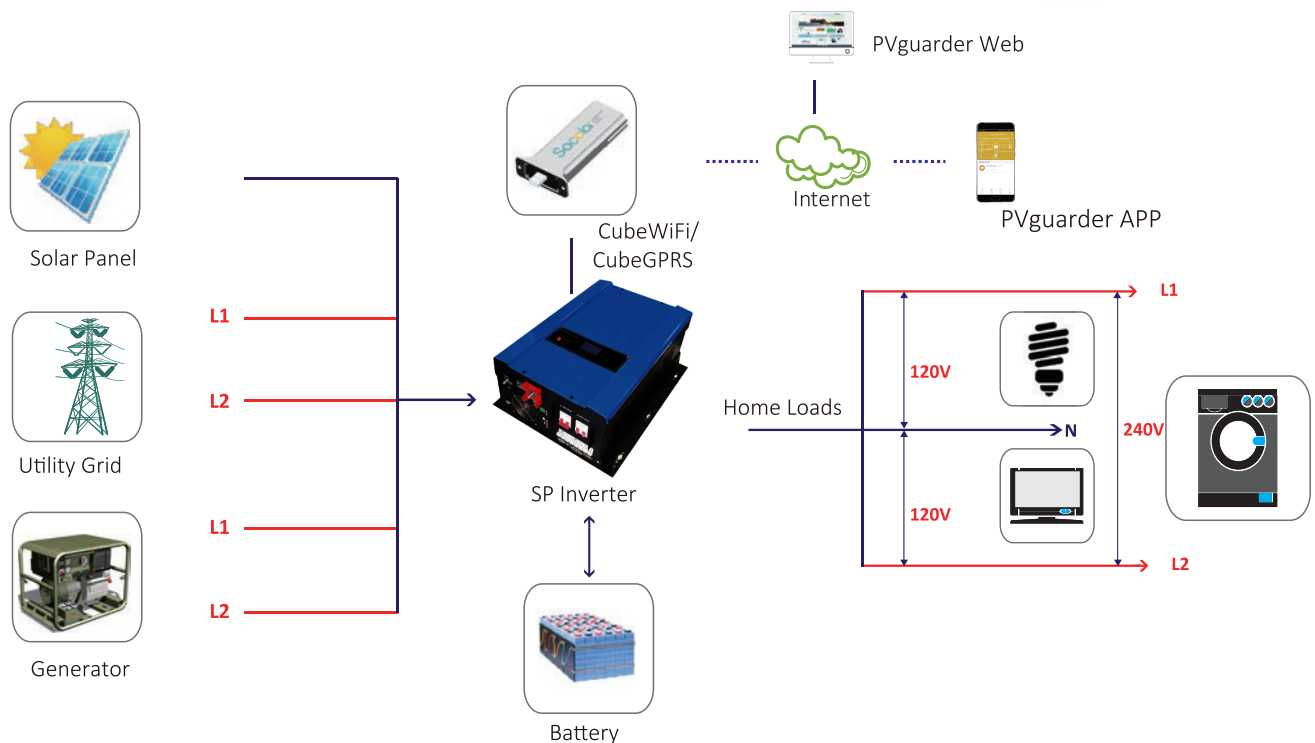 PVguarder Web
Socolar
Internet
PVguarder APP
CubeWiFi/
CubeGPRS
Solar Panel
L1
L2
Utility Grid
L1
L2
Generator
SP Inverter
Battery
Home Loads
L1
120V
N
240V
120V
L2